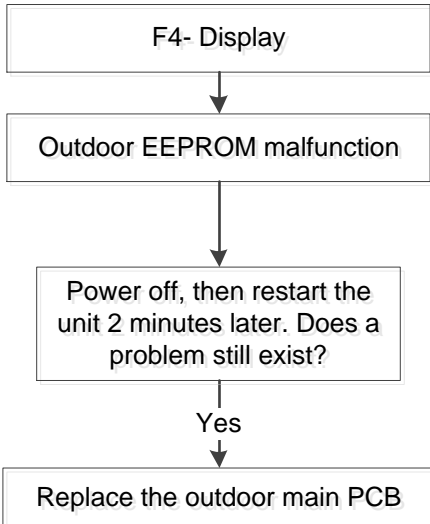 F4- Display
Outdoor EEPROM malfunction
Power off, then restart the
unit 2 minutes later. Does a
problem still exist?
Yes
Replace the outdoor main PCB